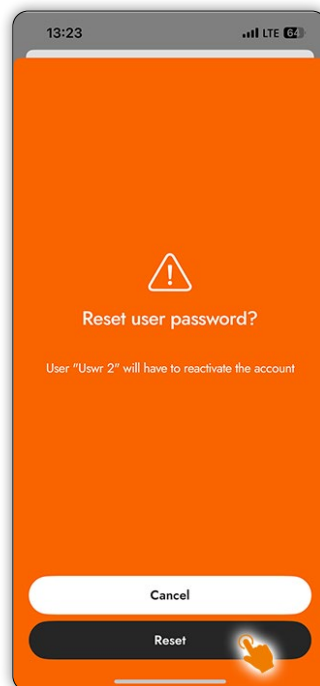 13:23 LTE 64
Reset user password?
User "Uswr 2" will have to reactivate the account
Cancel
Reset